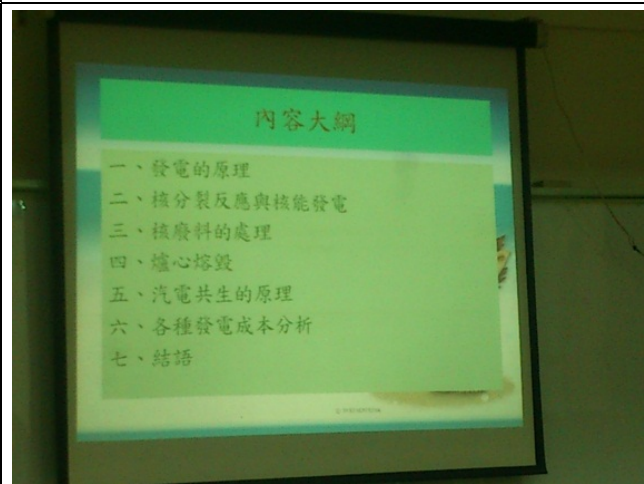 內容大綱
一、發電的原理
二、核分裂反應與核能發電
三、核廢料的處理
四、爐心熔毀
五、汽電共生的原理
六、各種發電成本分析
七、結語